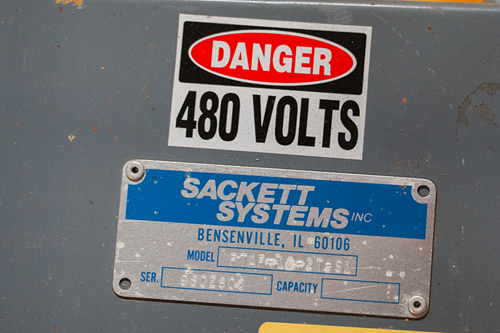 DANGER
480 VOLTS
SACKETT
SYSTEMS INC
BENSENVILLE, IL 60106
MODEL
SER. CAPACITY